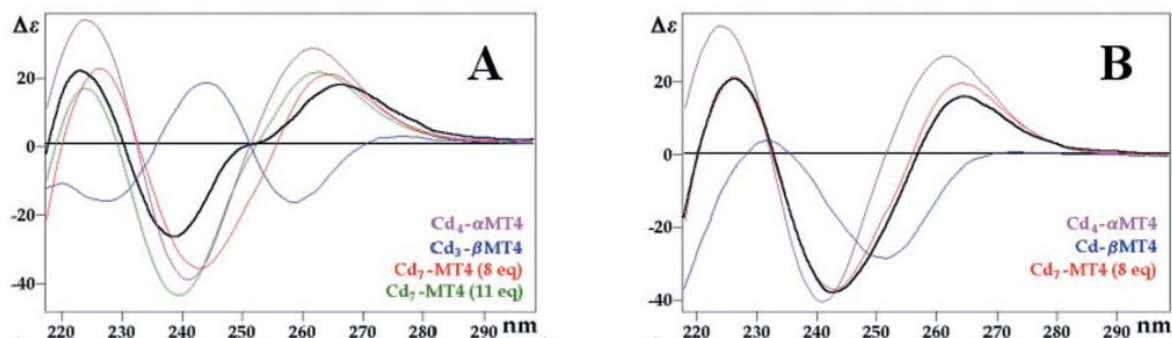 Δε
A
20
0
-20
-40
Cd₄-αMT4
Cd₃-βMT4
Cd₇-MT4 (8 eq)
Cd₇-MT4 (11 eq)
220 230 240 250 260 270 280 290 nm
Δε
B
20
0
-20
-40
Cd₄-αMT4
Cd-βMT4
Cd₇-MT4 (8 eq)
220 230 240 250 260 270 280 290 nm